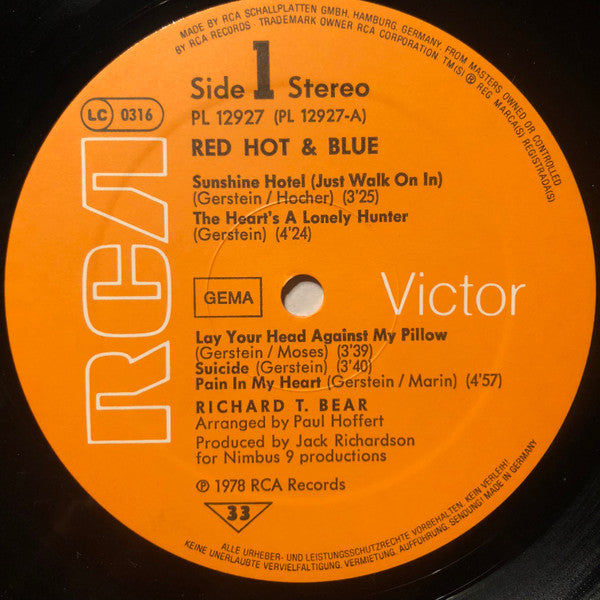 MADE BY RCA SCHALLPLATTEN GMBH, HAMBURG, GERMANY, FROM MASTERS OWNED OR CONTROLLED
BY RCA RECORDS · TRADEMARK OWNER RCA CORPORATION. TM(S) ® REG. MARCA(S) REGISTRADA(S)
Side 1 Stereo
PL 12927 (PL 12927-A)
LC 0316
RED HOT & BLUE
Sunshine Hotel (Just Walk On In)
(Gerstein / Hocher) (3'25)
The Heart's A Lonely Hunter
(Gerstein) (4'24)
RCA
GEMA
Victor
Lay Your Head Against My Pillow
(Gerstein / Moses) (3'39)
Suicide (Gerstein) (3'40)
Pain In My Heart (Gerstein / Marin) (4'57)
RICHARD T. BEAR
Arranged by Paul Hoffert
Produced by Jack Richardson
for Nimbus 9 productions
℗ 1978 RCA Records
33
ALLE URHEBER- UND LEISTUNGSSCHUTZRECHTE VORBEHALTEN. KEIN VERLEIH!
KEINE UNERLAUBTE VERVIELFÄLTIGUNG, VERMIETUNG, AUFFÜHRUNG, SENDUNG! MADE IN GERMANY